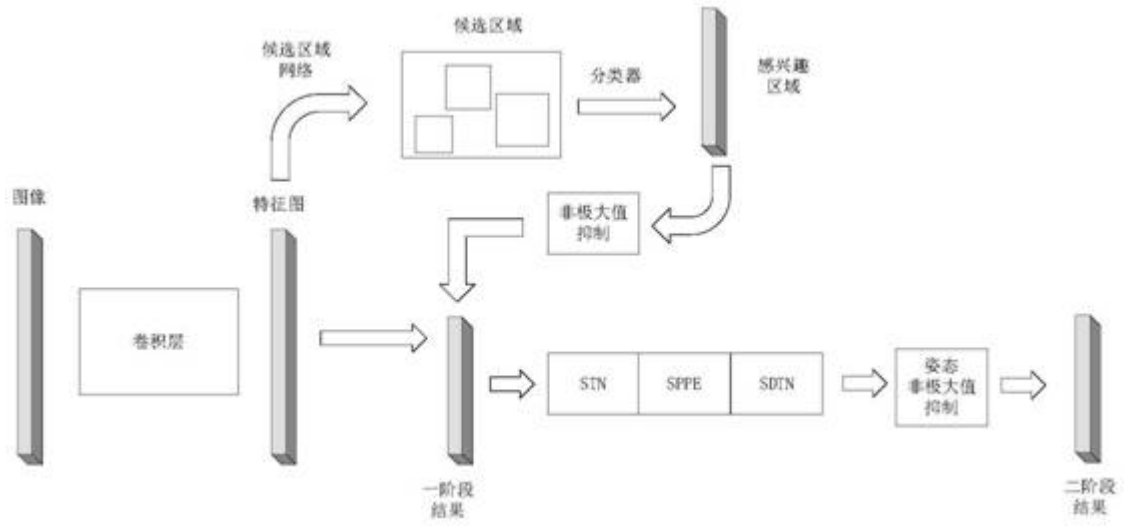 候选区域
候选区域
网络
分类器
感兴趣
区域
图像
特征图
非极大值
抑制
卷积层
STN
SPPE
SDTN
姿态
非极大值
抑制
一阶段
结果
二阶段
结果